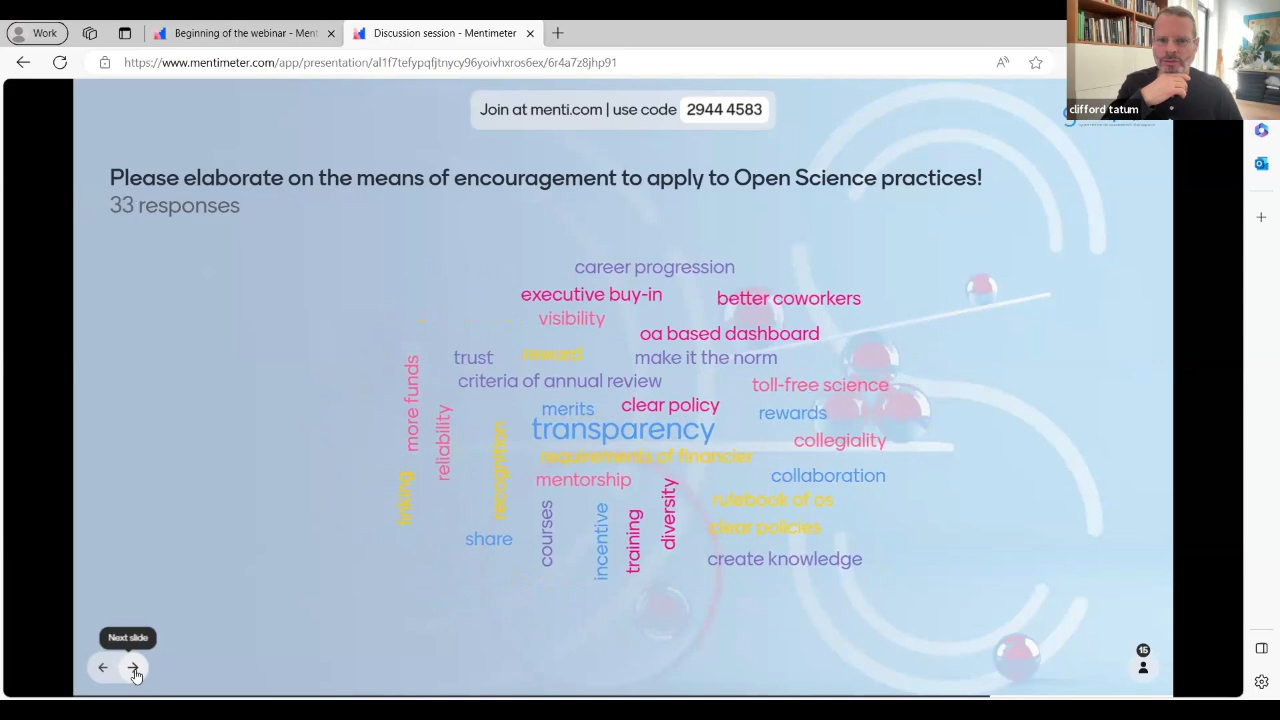 Work
Beginning of the webinar - Ment
Discussion session - Mentimeter
https://www.mentimeter.com/app/presentation/al1f7tefypqfjtnycy96yoivhxros6ex/6r4a7z8jhp91
clifford tatum
Join at menti.com | use code 2944 4583
Please elaborate on the means of encouragement to apply to Open Science practices!
33 responses
career progression
executive buy-in
better coworkers
visibility
oa based dashboard
trust
reward
make it the norm
more funds
criteria of annual review
toll-free science
reliability
merits
clear policy
rewards
transparency
collegiality
recognition
requirements of financier
linking
mentorship
collaboration
diversity
rulebook of os
share
courses
incentive
training
clear policies
create knowledge
Next slide
15